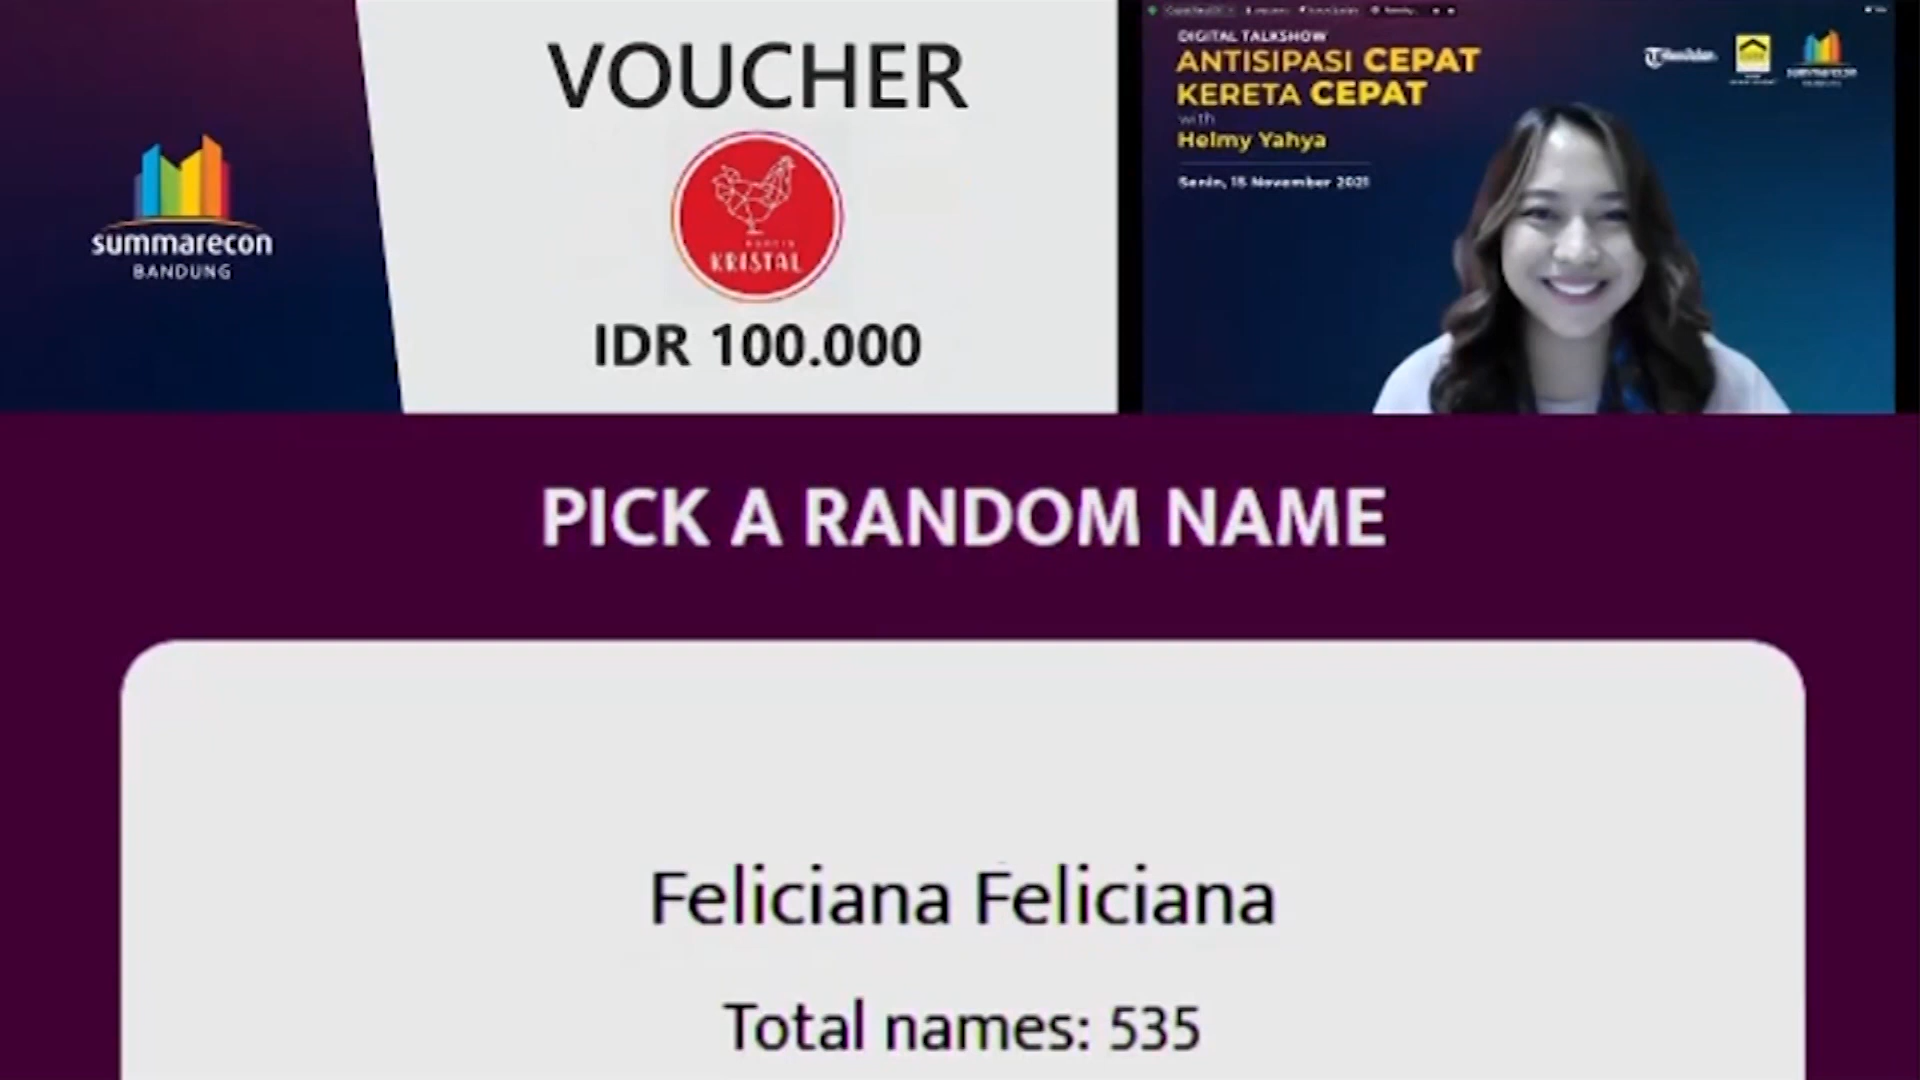 summarecon
BANDUNG
VOUCHER
KRISTAL
IDR 100.000
DIGITAL TALKSHOW
ANTISIPASI CEPAT
KERETA CEPAT
with
Helmy Yahya
Senin, 15 November 2021
summarecon
PICK A RANDOM NAME
Feliciana Feliciana
Total names: 535